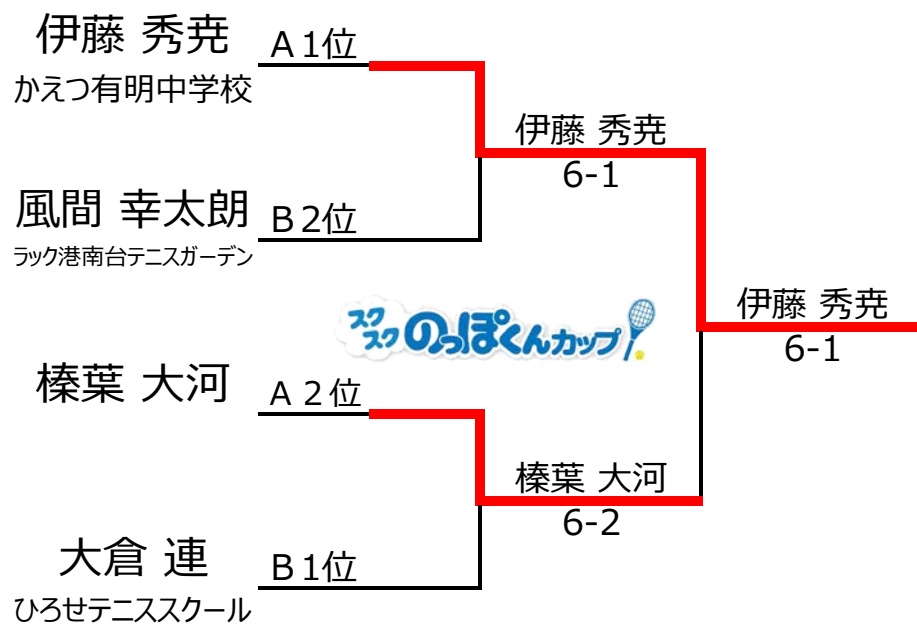 伊藤 秀尭
A1位
かえつ有明中学校
伊藤 秀尭
6-1
風間 幸太朗
B2位
ラック港南台テニスガーデン
スクスク のっぽくんカップ
伊藤 秀尭
6-1
榛葉 大河
A 2位
榛葉 大河
6-2
大倉 連
B1位
ひろせテニススクール